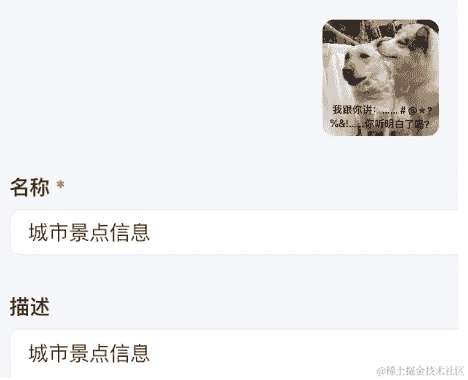 我跟你讲：……#@*?
%&!……你听明白了吗?
名称 *
城市景点信息
描述
城市景点信息
@稀土掘金技术社区